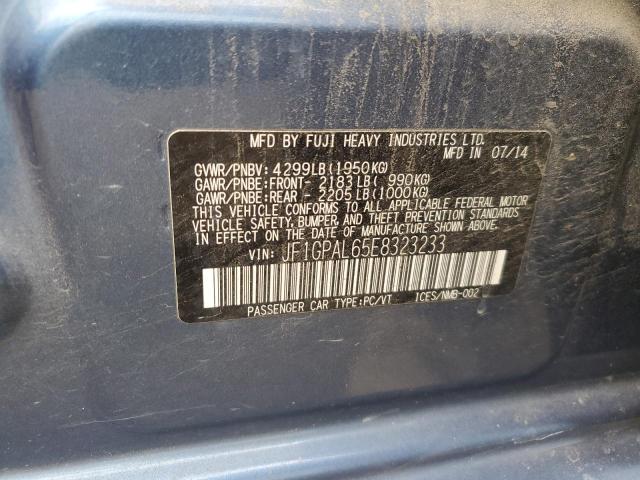 MFD BY FUJI HEAVY INDUSTRIES LTD.
MFD IN 07/14
GVWR/PNBV: 4299LB(1950KG)
GAWR/PNBE:FRONT- 2183LB( 990KG)
GAWR/PNBE:REAR - 2205LB(1000KG)
THIS VEHICLE CONFORMS TO ALL APPLICABLE FEDERAL MOTOR
VEHICLE SAFETY, BUMPER, AND THEFT PREVENTION STANDARDS
IN EFFECT ON THE DATE OF MANUFACTURE SHOWN ABOVE.
VIN: JF1GPAL65E8323233
PASSENGER CAR TYPE:PC/VT ICES/NMB-002